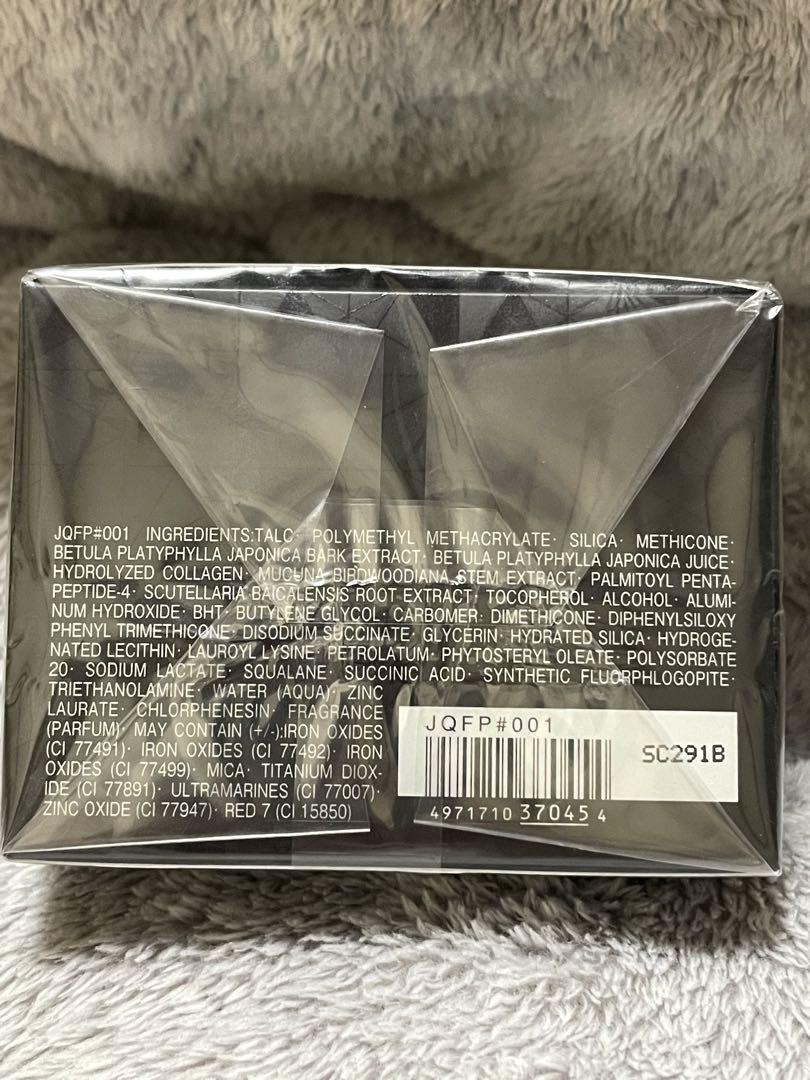 JQFP#001 INGREDIENTS:TALC· POLYMETHYL METHACRYLATE· SILICA· METHICONE·
BETULA PLATYPHYLLA JAPONICA BARK EXTRACT· BETULA PLATYPHYLLA JAPONICA JUICE·
HYDROLYZED COLLAGEN· MUCUNA BIRDWOODIANA STEM EXTRACT· PALMITOYL PENTA-
PEPTIDE-4· SCUTELLARIA BAICALENSIS ROOT EXTRACT· TOCOPHEROL· ALCOHOL· ALUMI-
NUM HYDROXIDE· BHT· BUTYLENE GLYCOL· CARBOMER· DIMETHICONE· DIPHENYLSILOXY
PHENYL TRIMETHICONE· DISODIUM SUCCINATE· GLYCERIN· HYDRATED SILICA· HYDROGE-
NATED LECITHIN· LAUROYL LYSINE· PETROLATUM· PHYTOSTERYL OLEATE· POLYSORBATE
20· SODIUM LACTATE· SQUALANE· SUCCINIC ACID· SYNTHETIC FLUORPHLOGOPITE·
TRIETHANOLAMINE· WATER (AQUA)· ZINC
LAURATE· CHLORPHENESIN· FRAGRANCE
(PARFUM)· MAY CONTAIN (+/-):IRON OXIDES
(CI 77491)· IRON OXIDES (CI 77492)· IRON
OXIDES (CI 77499)· MICA· TITANIUM DIOX-
IDE (CI 77891)· ULTRAMARINES (CI 77007)·
ZINC OXIDE (CI 77947)· RED 7 (CI 15850)
JQFP#001
SC291B
4971710 37045 4